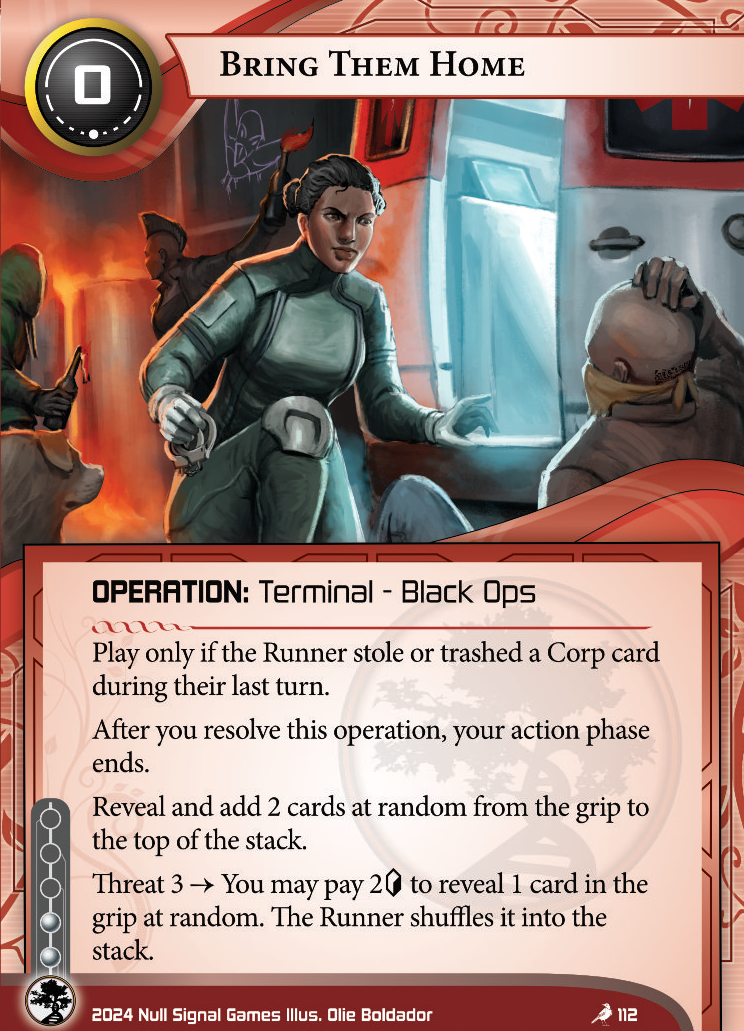 0
Bring Them Home
OPERATION: Terminal - Black Ops
Play only if the Runner stole or trashed a Corp card
during their last turn.
After you resolve this operation, your action phase
ends.
Reveal and add 2 cards at random from the grip to
the top of the stack.
Threat 3 → You may pay 2 to reveal 1 card in the
grip at random. The Runner shuffles it into the
stack.
2024 Null Signal Games Illus. Olie Boldador
112